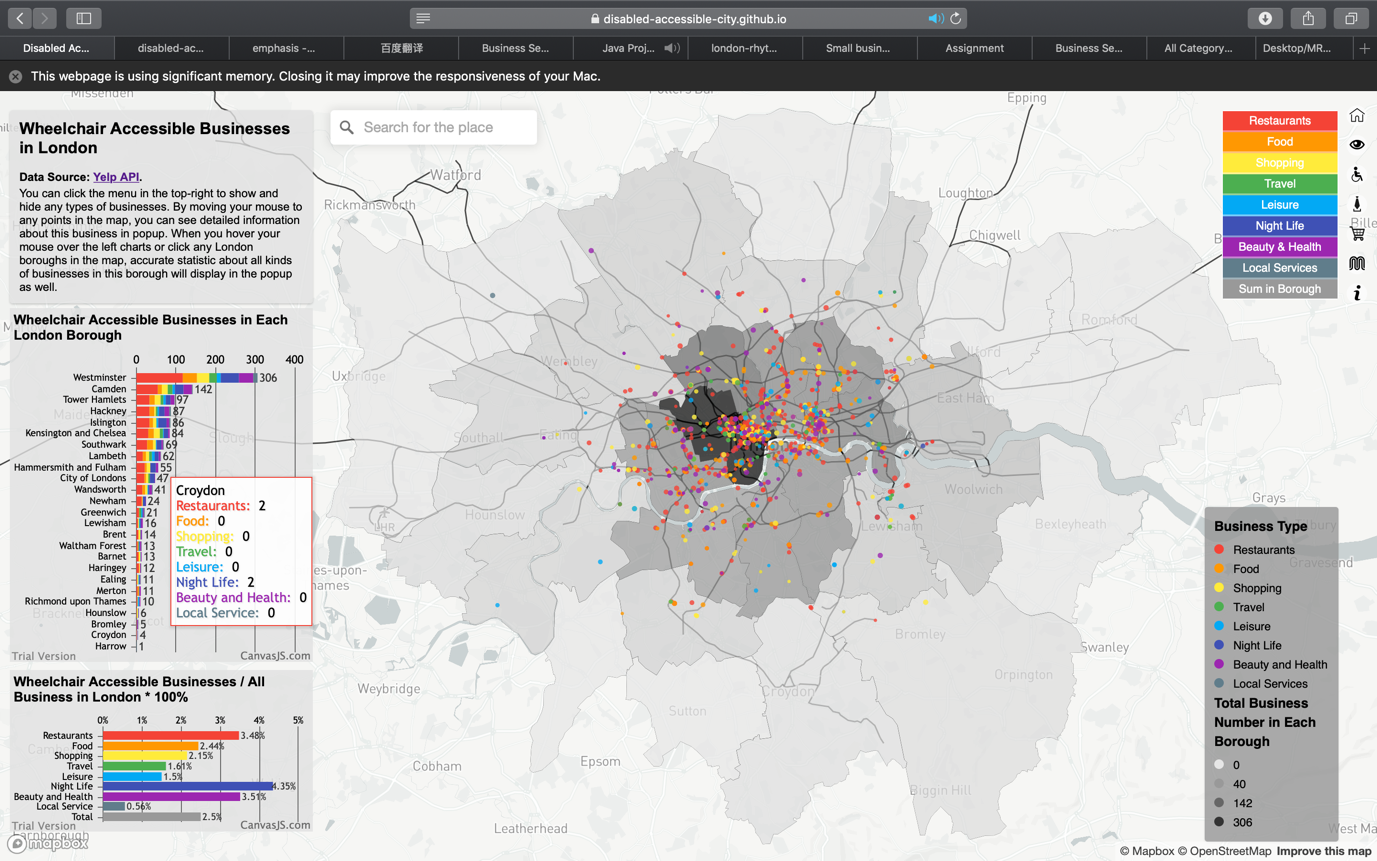 disabled-accessible-city.github.io
Disabled Ac...
disabled-ac...
emphasis -...
百度翻译
Business Se...
Java Proj...
london-rhyt...
Small busin...
Assignment
Business Se...
All Category...
Desktop/MR...
This webpage is using significant memory. Closing it may improve the responsiveness of your Mac.
Missenden
Epping
Watford
Rickmansworth
Loughton
Chigwell
Romford
Ilford
Wembley
Uxbridge
East Ham
Slough
Southall
Ealing
Woolwich
Grays
Hounslow
LHR
Lewisham
Bexleyheath
Gravesend
Bromley
Swanley
Weybridge
Croydon
Orpington
Sutton
Cobham
Epsom
Biggin Hill
Leatherhead
Wheelchair Accessible Businesses
in London
Data Source: Yelp API.
You can click the menu in the top-right to show and
hide any types of businesses. By moving your mouse to
any points in the map, you can see detailed information
about this business in popup. When you hover your
mouse over the left charts or click any London
boroughs in the map, accurate statistic about all kinds
of businesses in this borough will display in the popup
as well.
Search for the place
Restaurants
Food
Shopping
Travel
Leisure
Night Life
Beauty & Health
Local Services
Sum in Borough
Wheelchair Accessible Businesses in Each
London Borough
0 100 200 300 400
Westminster 306
Camden 142
Tower Hamlets 97
Hackney 87
Islington 86
Kensington and Chelsea 84
Southwark 69
Lambeth 62
Hammersmith and Fulham 55
City of London 47
Wandsworth 41
Newham 24
Greenwich 21
Lewisham 16
Brent 14
Waltham Forest 13
Barnet 13
Haringey 12
Ealing 11
Merton 11
Richmond upon Thames 10
Hounslow 6
Bromley 5
Croydon 4
Harrow 1
Trial Version
CanvasJS.com
Croydon
Restaurants: 2
Food: 0
Shopping: 0
Travel: 0
Leisure: 0
Night Life: 2
Beauty and Health: 0
Local Service: 0
Wheelchair Accessible Businesses / All
Business in London * 100%
0% 1% 2% 3% 4% 5%
Restaurants 3.48%
Food 2.44%
Shopping 2.15%
Travel 1.61%
Leisure 1.5%
Night Life 4.35%
Beauty and Health 3.51%
Local Service 0.56%
Total 2.5%
Trial Version
CanvasJS.com
mapbox
Business Type
Restaurants
Food
Shopping
Travel
Leisure
Night Life
Beauty and Health
Local Services
Total Business
Number in Each
Borough
0
40
142
306
© Mapbox © OpenStreetMap Improve this map